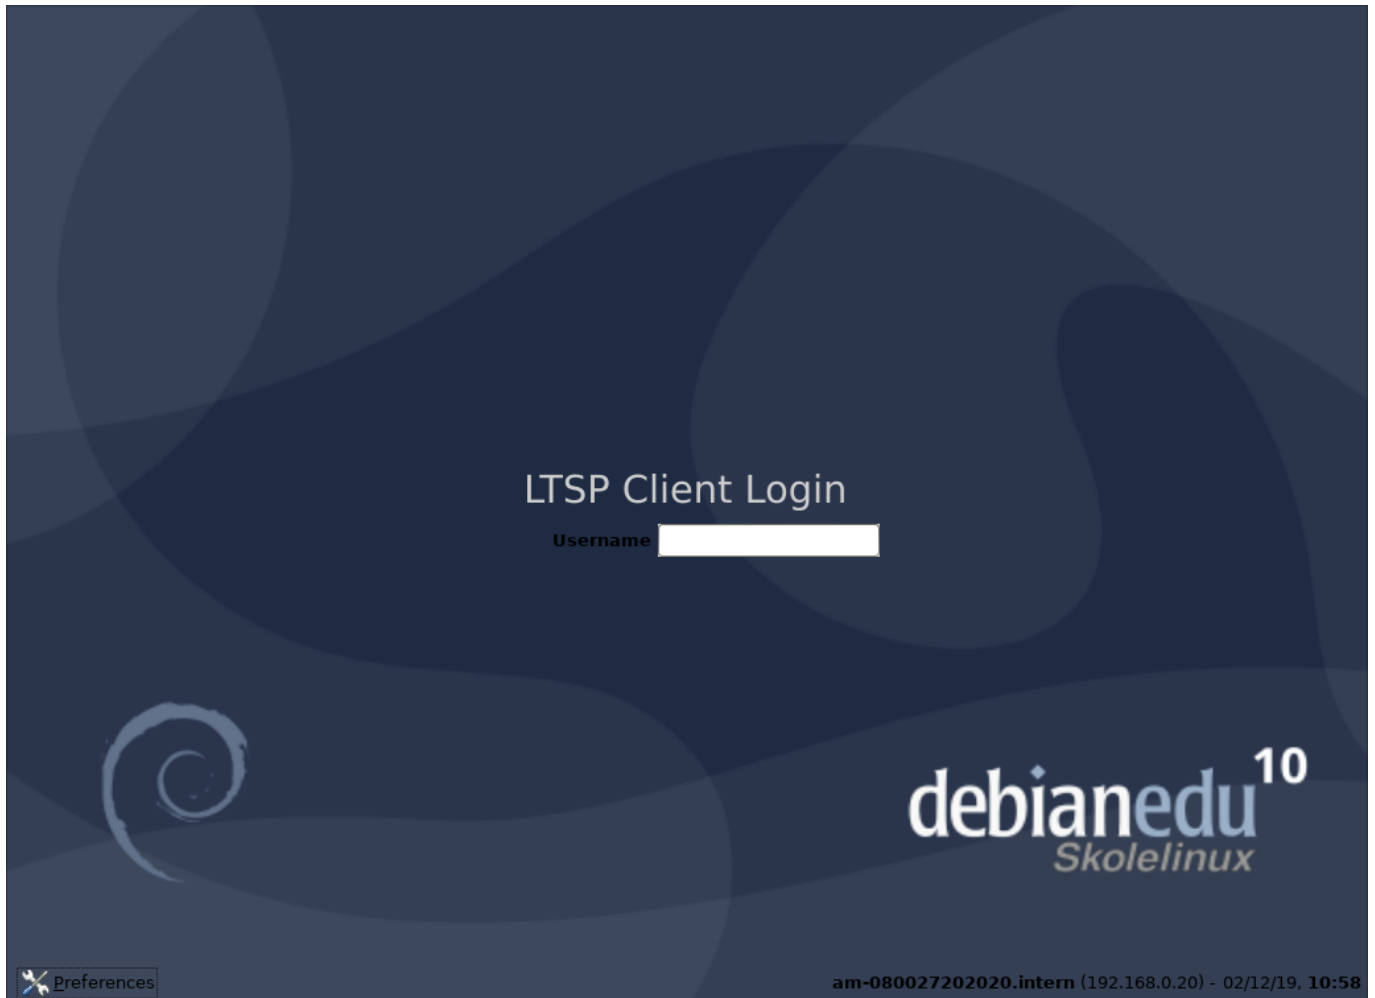 LTSP Client Login
Username
debianedu 10
Skolelinux
Preferences
am-080027202020.intern (192.168.0.20) - 02/12/19, 10:58